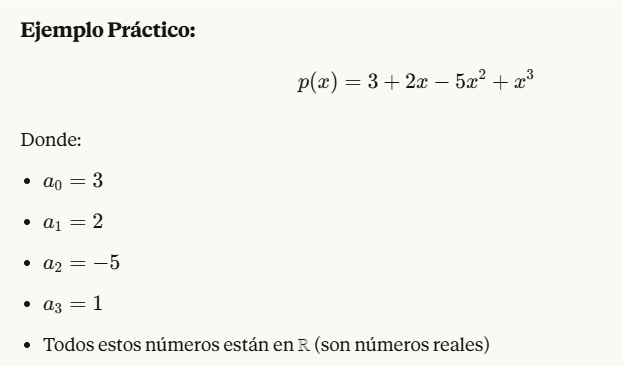 Ejemplo Práctico:
p(x) = 3 + 2x − 5x² + x³
Donde:
• a₀ = 3
• a₁ = 2
• a₂ = −5
• a₃ = 1
• Todos estos números están en ℝ (son números reales)